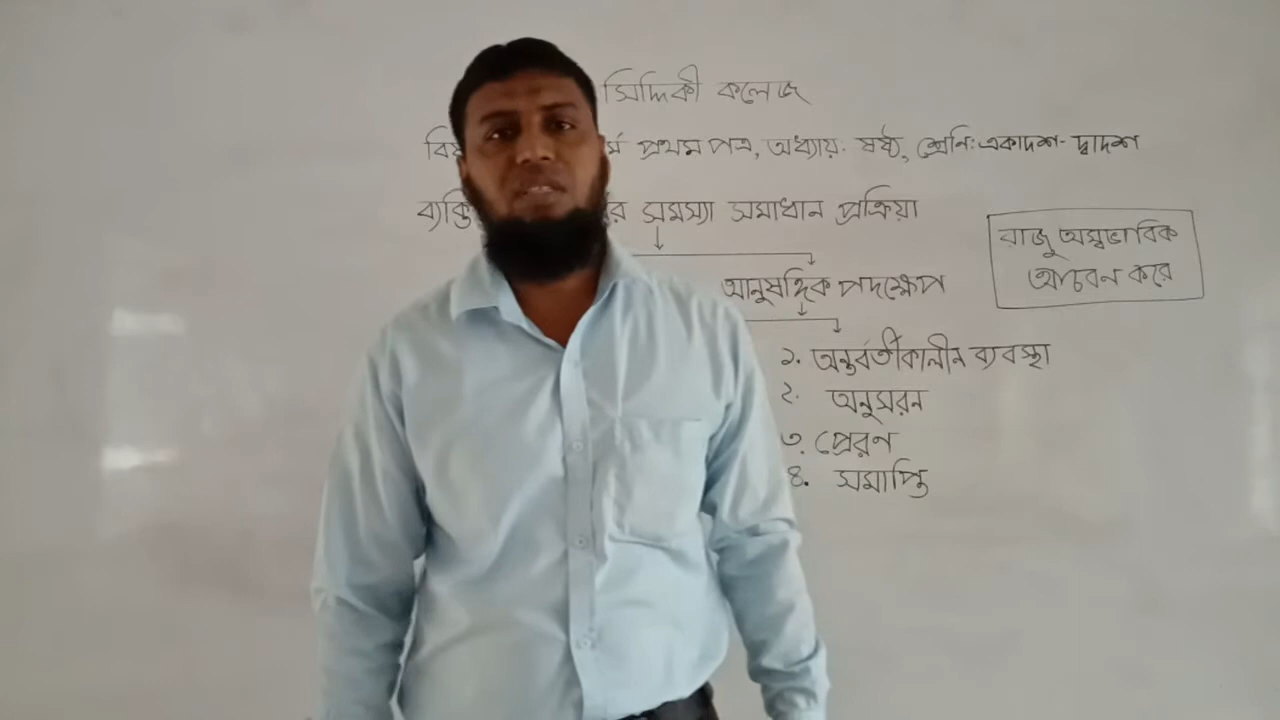 সিদ্দিকী কলেজ
প্রথম পত্র, অধ্যায়: ষষ্ঠ, শ্রেণি: একাদশ - দ্বাদশ
সমস্যা সমাধান প্রক্রিয়া
রাজু অস্বভাবিক
আচরন করে
আনুষঙ্গিক পদক্ষেপ
১. অন্তর্বর্তীকালীন ব্যবস্থা
২. অনুসরন
৩. প্রেরণ
৪. সমাপ্তি